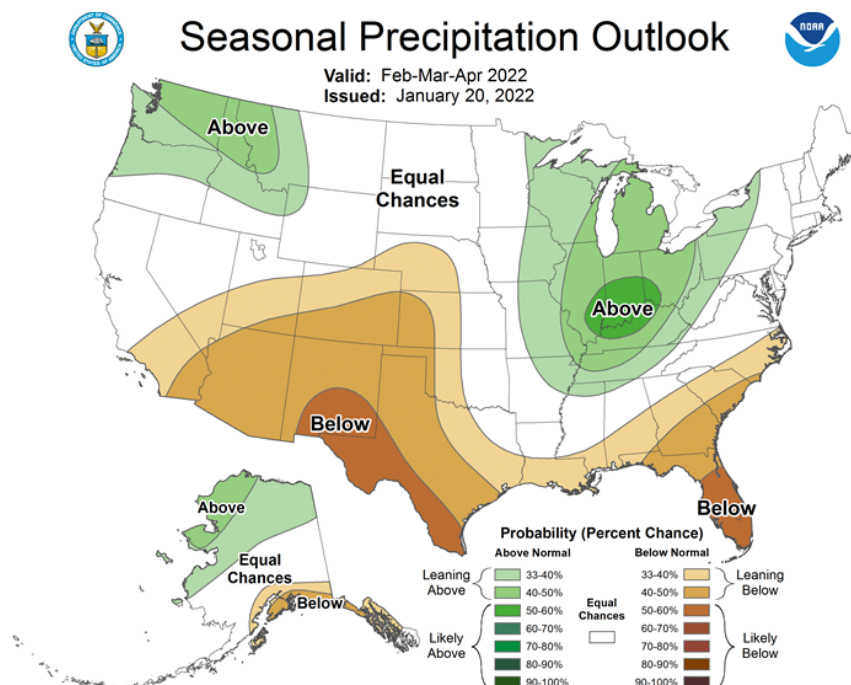 Seasonal Precipitation Outlook
NOAA
Valid: Feb-Mar-Apr 2022
Issued: January 20, 2022
Above
Equal
Chances
Above
Below
Below
Above
Equal
Chances
Below
Probability (Percent Chance)
Above Normal
Below Normal
Leaning
Above
33-40%
40-50%
50-60%
60-70%
70-80%
80-90%
90-100%
Likely
Above
Equal
Chances
33-40%
40-50%
50-60%
60-70%
70-80%
80-90%
90-100%
Leaning
Below
Likely
Below